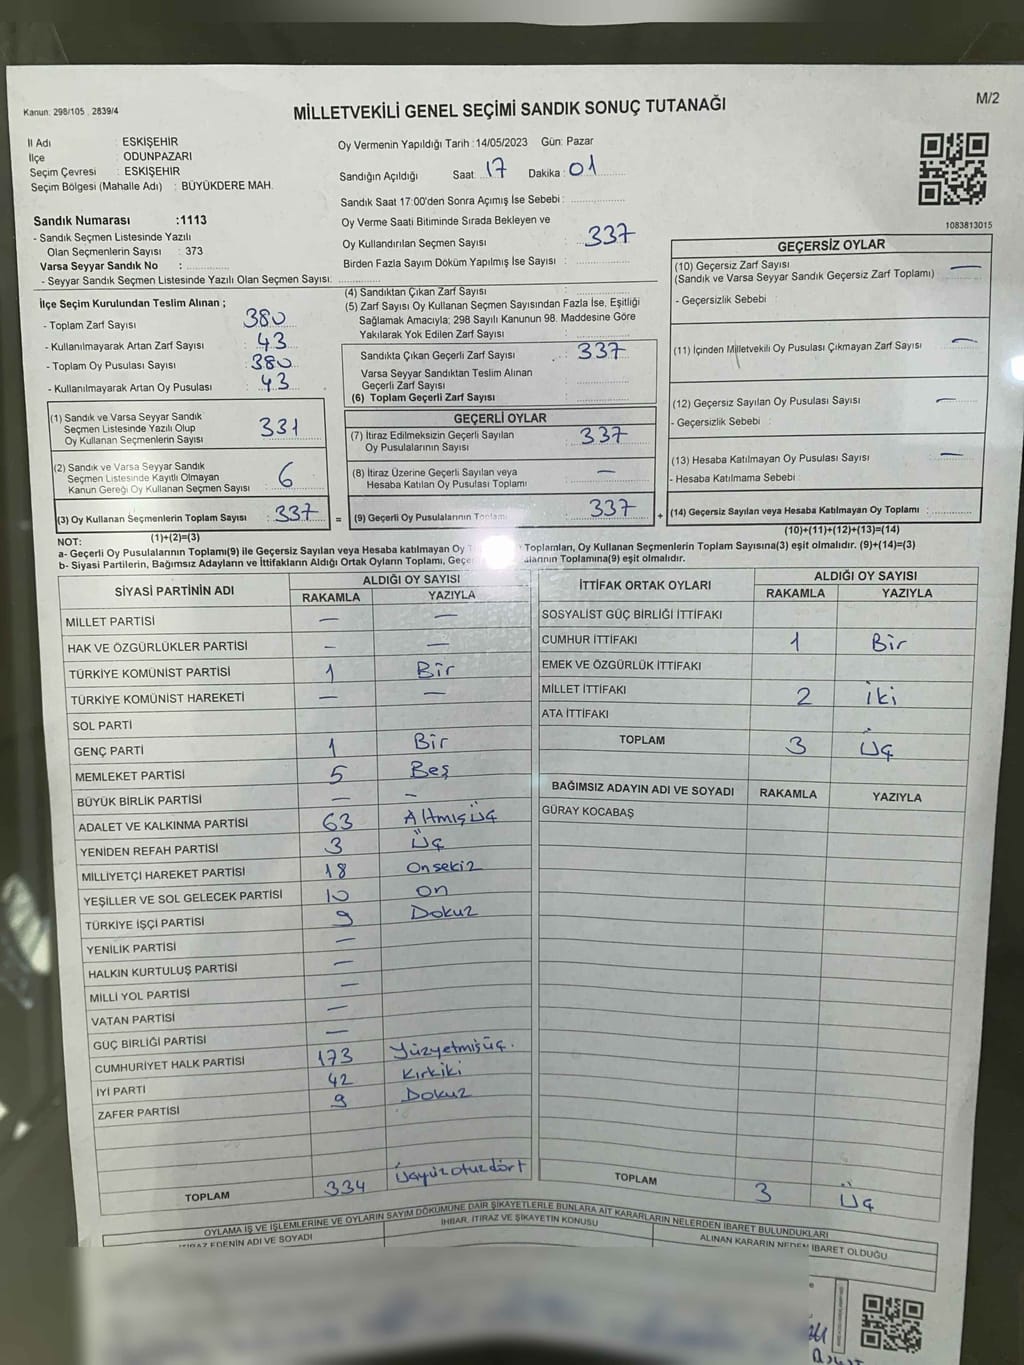 Kanun: 298/105 , 2839/4
MİLLETVEKİLİ GENEL SEÇİMİ SANDIK SONUÇ TUTANAĞI
M/2
İl Adı ESKİŞEHİR
İlçe ODUNPAZARI
Seçim Çevresi : ESKİŞEHİR
Seçim Bölgesi (Mahalle Adı) : BÜYÜKDERE MAH.
Sandık Numarası :1113
- Sandık Seçmen Listesinde Yazılı
Olan Seçmenlerin Sayısı : 373
Varsa Seyyar Sandık No :
- Seyyar Sandık Seçmen Listesinde Yazılı Olan Seçmen Sayısı:
Oy Vermenin Yapıldığı Tarih :14/05/2023 Gün: Pazar
Sandığın Açıldığı Saat: 17 Dakika: 01
Sandık Saat 17:00'den Sonra Açımış İse Sebebi :
Oy Verme Saati Bitiminde Sırada Bekleyen ve
Oy Kullandırılan Seçmen Sayısı : 337
Birden Fazla Sayım Döküm Yapılmış İse Sayısı :
1083813015
İlçe Seçim Kurulundan Teslim Alınan ;
- Toplam Zarf Sayısı : 380
- Kullanılmayarak Artan Zarf Sayısı : 43
- Toplam Oy Pusulası Sayısı : 380
- Kullanılmayarak Artan Oy Pusulası : 43
(1) Sandık ve Varsa Seyyar Sandık
Seçmen Listesinde Yazılı Olup
Oy Kullanan Seçmenlerin Sayısı : 331
(2) Sandık ve Varsa Seyyar Sandık
Seçmen Listesinde Kayıtlı Olmayan
Kanun Gereği Oy Kullanan Seçmen Sayısı : 6
(3) Oy Kullanan Seçmenlerin Toplam Sayısı : 337
(1)+(2)=(3)
(4) Sandıktan Çıkan Zarf Sayısı :
(5) Zarf Sayısı Oy Kullanan Seçmen Sayısından Fazla İse, Eşitliği
Sağlamak Amacıyla; 298 Sayılı Kanunun 98. Maddesine Göre
Yakılarak Yok Edilen Zarf Sayısı :
Sandıkta Çıkan Geçerli Zarf Sayısı : 337
Varsa Seyyar Sandıktan Teslim Alınan
Geçerli Zarf Sayısı :
(6) Toplam Geçerli Zarf Sayısı :
GEÇERLİ OYLAR
(7) İtiraz Edilmeksizin Geçerli Sayılan
Oy Pusulalarının Sayısı : 337
(8) İtiraz Üzerine Geçerli Sayılan veya
Hesaba Katılan Oy Pusulası Toplamı : —
= (9) Geçerli Oy Pusulalarının Toplamı : 337
GEÇERSİZ OYLAR
(10) Geçersiz Zarf Sayısı : —
(Sandık ve Varsa Seyyar Sandık Geçersiz Zarf Toplamı)
- Geçersizlik Sebebi :
(11) İçinden Milletvekili Oy Pusulası Çıkmayan Zarf Sayısı : —
(12) Geçersiz Sayılan Oy Pusulası Sayısı : —
- Geçersizlik Sebebi :
(13) Hesaba Katılmayan Oy Pusulası Sayısı : —
- Hesaba Katılmama Sebebi :
+ (14) Geçersiz Sayılan veya Hesaba Katılmayan Oy Toplamı :
(10)+(11)+(12)+(13)=(14)
NOT:
a- Geçerli Oy Pusulalarının Toplamı(9) ile Geçersiz Sayılan veya Hesaba katılmayan Oy Toplamları, Oy Kullanan Seçmenlerin Toplam Sayısına(3) eşit olmalıdır. (9)+(14)=(3)
b- Siyasi Partilerin, Bağımsız Adayların ve İttifakların Aldığı Ortak Oyların Toplamı, Toplamına(9) eşit olmalıdır.
SİYASİ PARTİNİN ADI ALDIĞI OY SAYISI
RAKAMLA YAZIYLA
MİLLET PARTİSİ — —
HAK VE ÖZGÜRLÜKLER PARTİSİ — —
TÜRKİYE KOMÜNİST PARTİSİ 1 Bir
TÜRKİYE KOMÜNİST HAREKETİ — —
SOL PARTİ
GENÇ PARTİ 1 Bir
MEMLEKET PARTİSİ 5 Beş
BÜYÜK BİRLİK PARTİSİ — —
ADALET VE KALKINMA PARTİSİ 63 Altmışüç
YENİDEN REFAH PARTİSİ 3 Üç
MİLLİYETÇİ HAREKET PARTİSİ 18 Onsekiz
YEŞİLLER VE SOL GELECEK PARTİSİ 10 On
TÜRKİYE İŞÇİ PARTİSİ 9 Dokuz
YENİLİK PARTİSİ —
HALKIN KURTULUŞ PARTİSİ —
MİLLİ YOL PARTİSİ —
VATAN PARTİSİ —
GÜÇ BİRLİĞİ PARTİSİ —
CUMHURİYET HALK PARTİSİ 173 Yüzyetmişüç.
İYİ PARTİ 42 Kırkiki
ZAFER PARTİSİ 9 Dokuz
TOPLAM 334 Üçyüzotuzdört
İTTİFAK ORTAK OYLARI ALDIĞI OY SAYISI
RAKAMLA YAZIYLA
SOSYALİST GÜÇ BİRLİĞİ İTTİFAKI
CUMHUR İTTİFAKI 1 Bir
EMEK VE ÖZGÜRLÜK İTTİFAKI
MİLLET İTTİFAKI 2 İki
ATA İTTİFAKI
TOPLAM 3 Üç
BAĞIMSIZ ADAYIN ADI VE SOYADI RAKAMLA YAZIYLA
GÜRAY KOCABAŞ
TOPLAM 3 Üç
OYLAMA İŞ VE İŞLEMLERİNE VE OYLARIN SAYIM DÖKÜMÜNE DAİR ŞİKAYETLERLE BUNLARA AİT KARARLARIN NELERDEN İBARET BULUNDUKLARI
İTİRAZ EDENİN ADI VE SOYADI
İHBAR, İTİRAZ VE ŞİKAYETİN KONUSU
ALINAN KARARIN NEDEN İBARET OLDUĞU